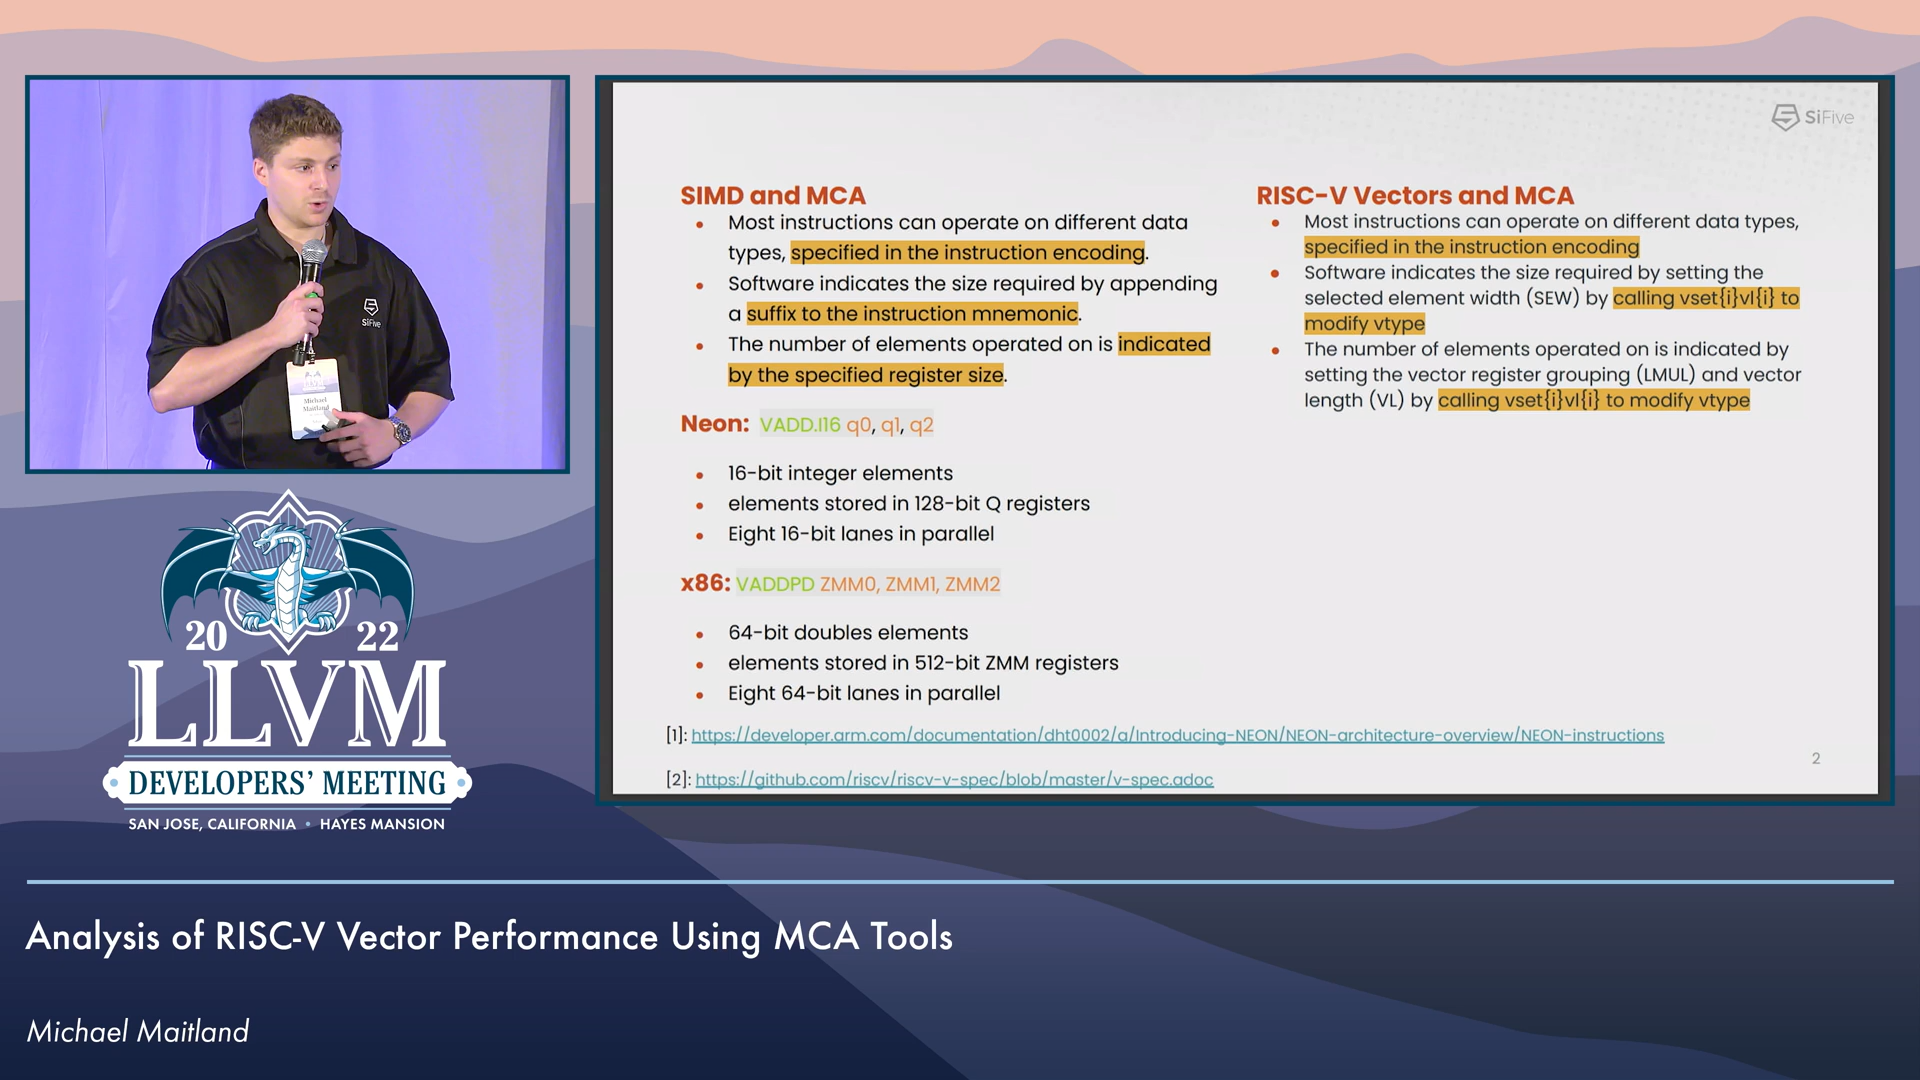 SiFive
SIMD and MCA
Most instructions can operate on different data
types, specified in the instruction encoding.
Software indicates the size required by appending
a suffix to the instruction mnemonic.
The number of elements operated on is indicated
by the specified register size.
Neon: VADD.I16 q0, q1, q2
16-bit integer elements
elements stored in 128-bit Q registers
Eight 16-bit lanes in parallel
x86: VADDPD ZMM0, ZMM1, ZMM2
64-bit doubles elements
elements stored in 512-bit ZMM registers
Eight 64-bit lanes in parallel
RISC-V Vectors and MCA
Most instructions can operate on different data types,
specified in the instruction encoding
Software indicates the size required by setting the
selected element width (SEW) by calling vset{i}vl{i} to
modify vtype
The number of elements operated on is indicated by
setting the vector register grouping (LMUL) and vector
length (VL) by calling vset{i}vl{i} to modify vtype
[1]: https://developer.arm.com/documentation/dht0002/a/Introducing-NEON/NEON-architecture-overview/NEON-instructions
[2]: https://github.com/riscv/riscv-v-spec/blob/master/v-spec.adoc
2
SiFive
Michael
Maitland
20 22
LLVM
DEVELOPERS' MEETING
SAN JOSE, CALIFORNIA • HAYES MANSION
Analysis of RISC-V Vector Performance Using MCA Tools
Michael Maitland